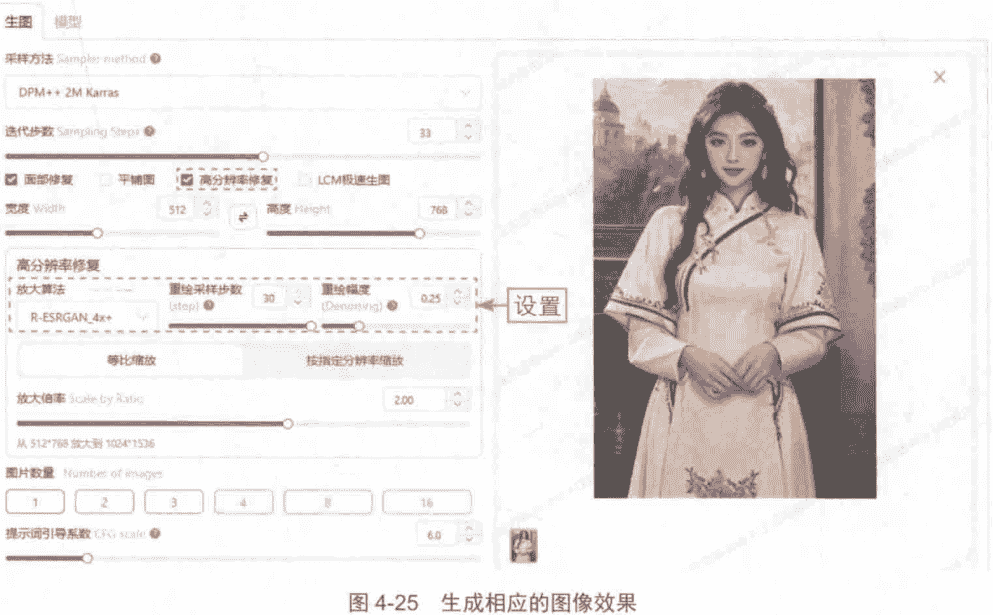 生图 模型
采样方法 Sampler method
DPM++ 2M Karras
迭代步数 Sampling Steps 33
面部修复 平铺图 高分辨率修复 LCM极速生图
宽度 Width 512 高度 Height 768
高分辨率修复
放大算法 重绘采样步数 30 重绘幅度 0.25
(step) (Denoising)
R-ESRGAN_4x+
设置
等比缩放 按指定分辨率缩放
放大倍率 Scale by Ratio 2.00
从 512*768 放大到 1024*1536
图片数量 Number of images
1 2 3 4 8 16
提示词引导系数 CFG scale 6.0
图 4-25 生成相应的图像效果